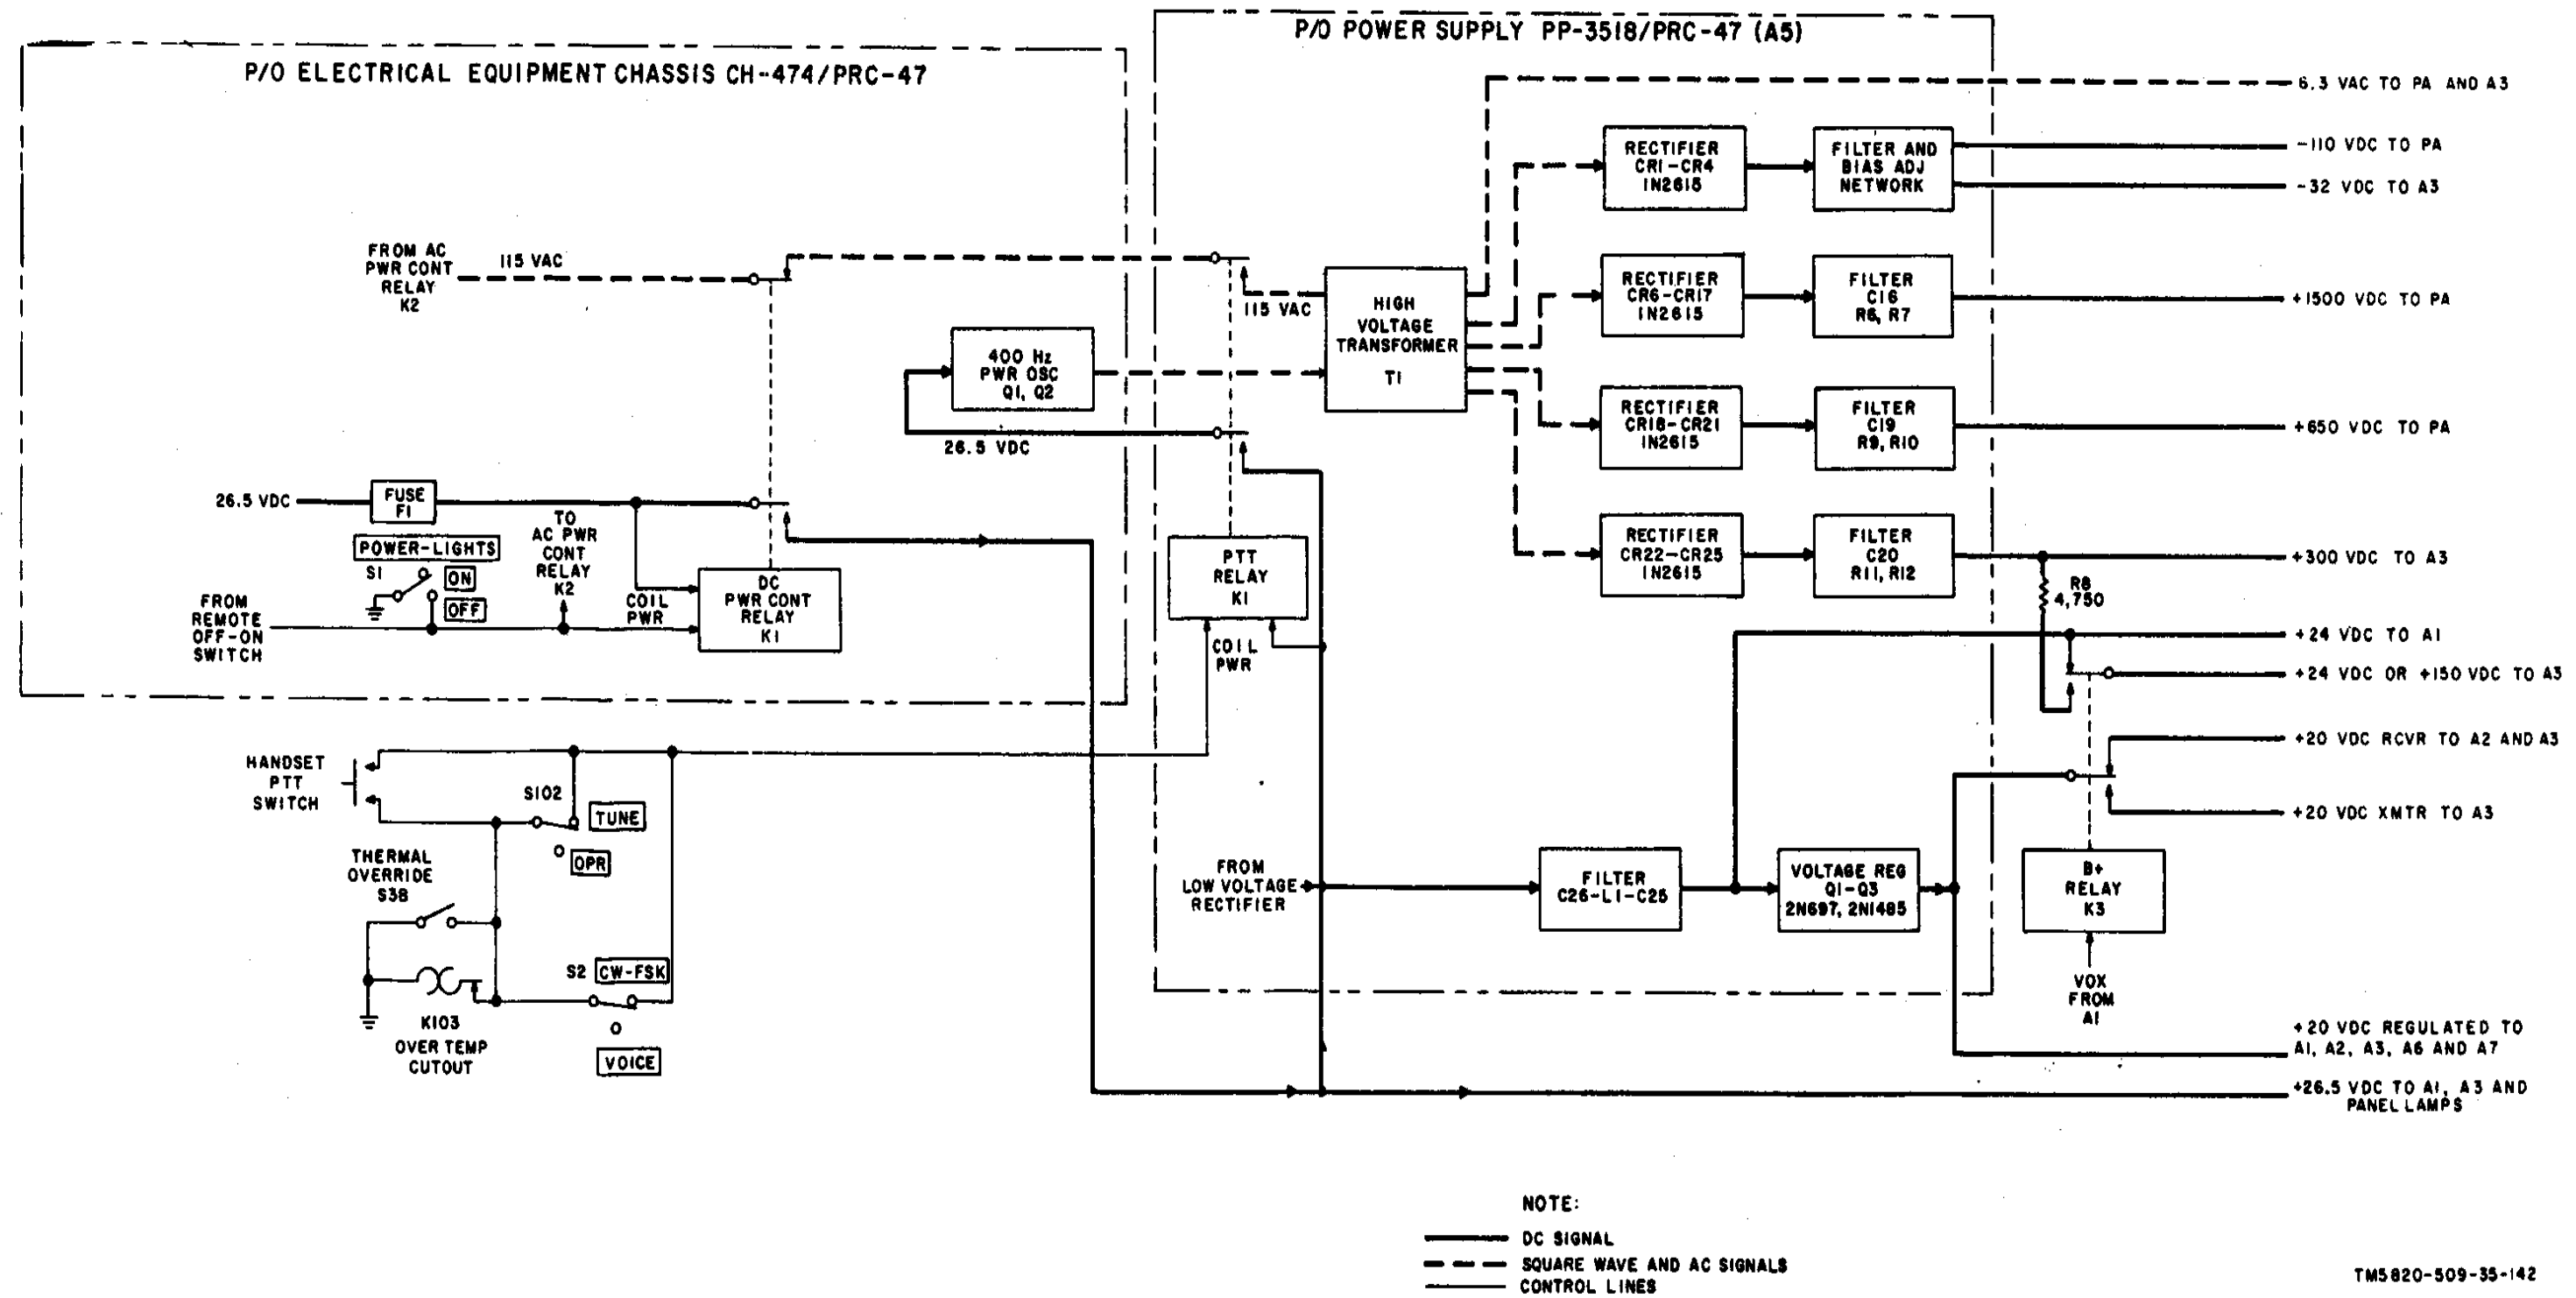 P/O ELECTRICAL EQUIPMENT CHASSIS CH-474/PRC-47
P/O POWER SUPPLY PP-3518/PRC-47 (A5)
FROM AC
PWR CONT
RELAY
K2
115 VAC
400 Hz
PWR OSC
Q1, Q2
26.5 VDC
26.5 VDC
FUSE
F1
POWER-LIGHTS
S1
ON
OFF
TO
AC PWR
CONT
RELAY
K2
FROM
REMOTE
OFF-ON
SWITCH
COIL
PWR
DC
PWR CONT
RELAY
K1
115 VAC
HIGH
VOLTAGE
TRANSFORMER
T1
PTT
RELAY
K1
COIL
PWR
RECTIFIER
CR1-CR4
1N2615
FILTER AND
BIAS ADJ
NETWORK
RECTIFIER
CR6-CR17
1N2615
FILTER
C16
R6, R7
RECTIFIER
CR18-CR21
1N2615
FILTER
C19
R9, R10
RECTIFIER
CR22-CR25
1N2615
FILTER
C20
R11, R12
6.3 VAC TO PA AND A3
-110 VDC TO PA
-32 VDC TO A3
+1500 VDC TO PA
+650 VDC TO PA
+300 VDC TO A3
R8
4,750
+24 VDC TO A1
+24 VDC OR +150 VDC TO A3
+20 VDC RCVR TO A2 AND A3
+20 VDC XMTR TO A3
HANDSET
PTT
SWITCH
S102
TUNE
OPR
THERMAL
OVERRIDE
S3B
S2
CW-FSK
K103
OVER TEMP
CUTOUT
VOICE
FROM
LOW VOLTAGE
RECTIFIER
FILTER
C26-L1-C25
VOLTAGE REG
Q1-Q3
2N697, 2N1485
B+
RELAY
K3
VOX
FROM
A1
+20 VDC REGULATED TO
A1, A2, A3, A6 AND A7
+26.5 VDC TO A1, A3 AND
PANEL LAMPS
NOTE:
DC SIGNAL
SQUARE WAVE AND AC SIGNALS
CONTROL LINES
TM5820-509-35-142